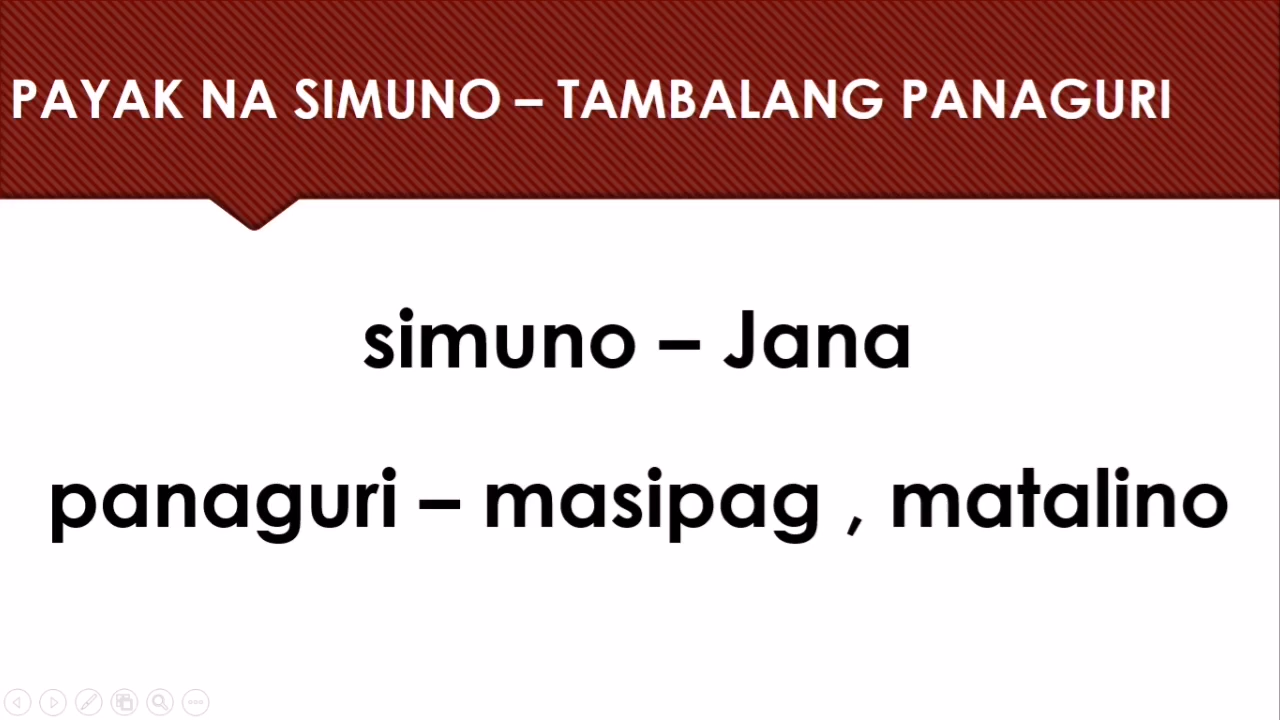 PAYAK NA SIMUNO – TAMBALANG PANAGURI
simuno – Jana
panaguri – masipag , matalino